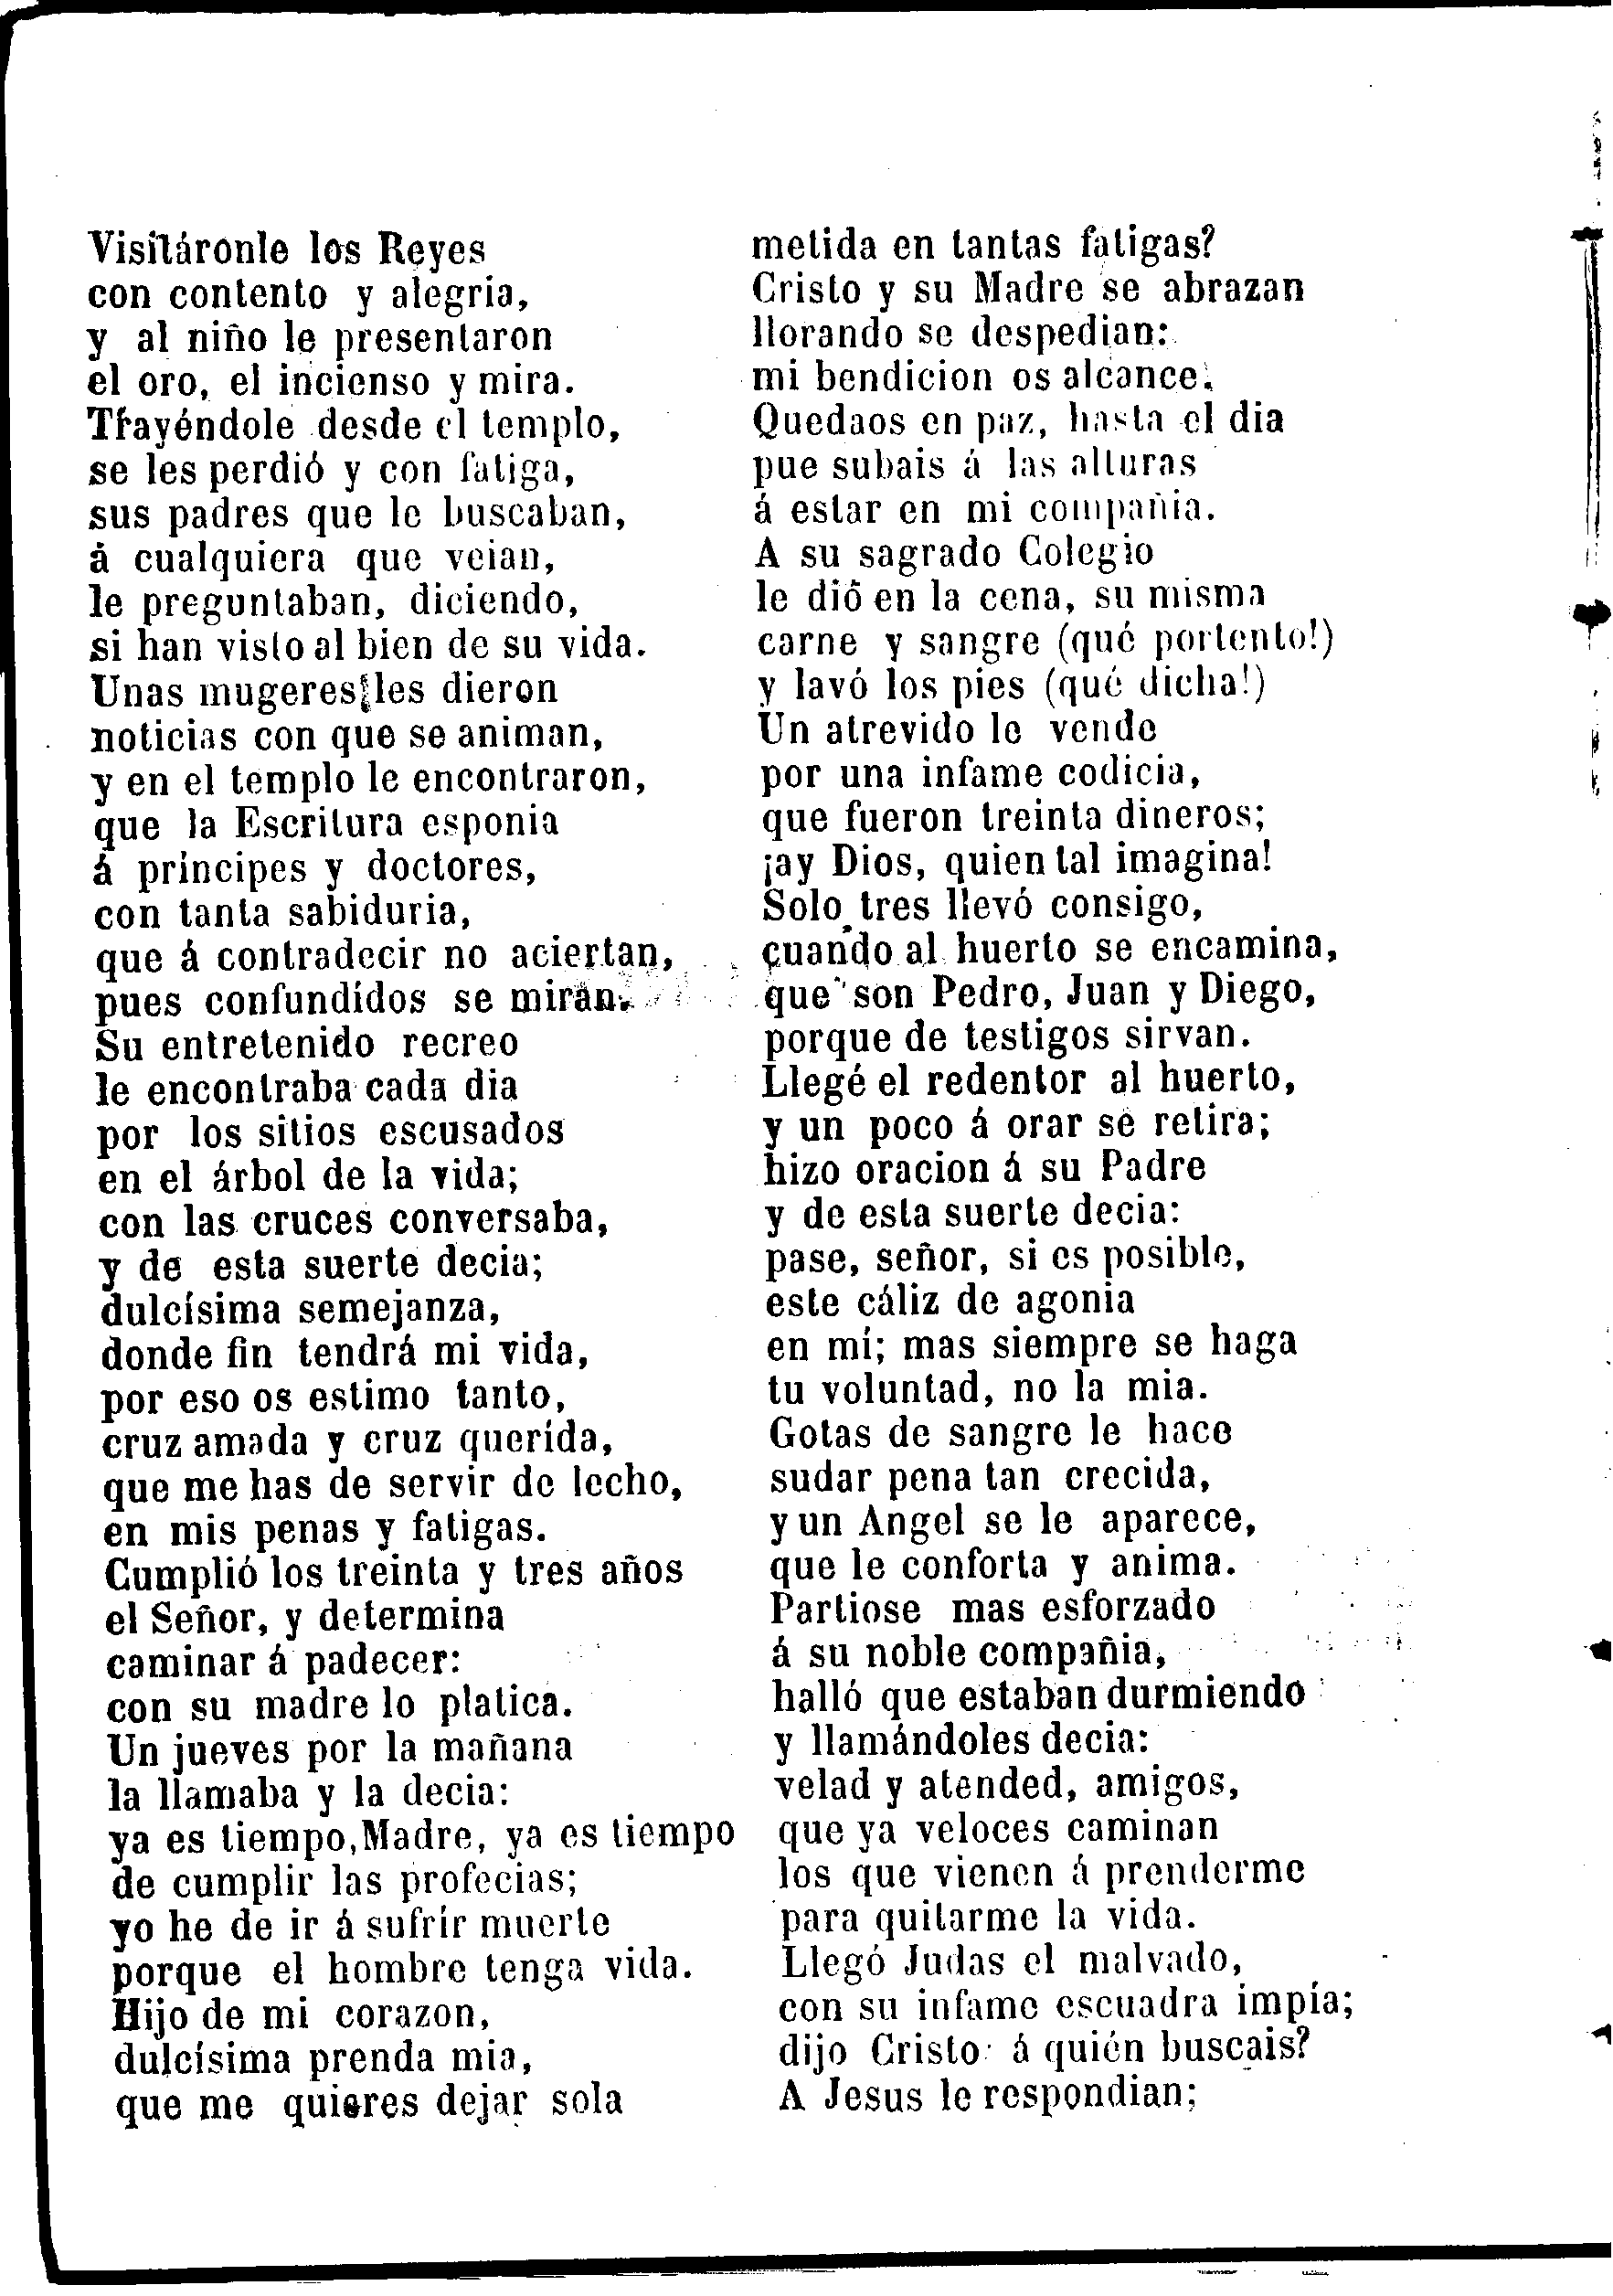 Visitáronle los Reyes
con contento y alegria,
y al niño le presentaron
el oro, el incienso y mira.
Trayéndole desde el templo,
se les perdió y con fatiga,
sus padres que le buscaban,
á cualquiera que veian,
le preguntaban, diciendo,
si han visto al bien de su vida.
Unas mugeres les dieron
noticias con que se animan,
y en el templo le encontraron,
que la Escritura esponia
á príncipes y doctores,
con tanta sabiduria,
que á contradecir no aciertan,
pues confundidos se miran.
Su entretenido recreo
le encontraba cada dia
por los sitios escusados
en el árbol de la vida;
con las cruces conversaba,
y de esta suerte decia;
dulcísima semejanza,
donde fin tendrá mi vida,
por eso os estimo tanto,
cruz amada y cruz querida,
que me has de servir de lecho,
en mis penas y fatigas.
Cumplió los treinta y tres años
el Señor, y determina
caminar á padecer:
con su madre lo platica.
Un jueves por la mañana
la llamaba y la decia:
ya es tiempo, Madre, ya es tiempo
de cumplir las profecias;
yo he de ir á sufrir muerte
porque el hombre tenga vida.
Hijo de mi corazon,
dulcísima prenda mia,
que me quieres dejar sola
metida en tantas fatigas?
Cristo y su Madre se abrazan
llorando se despedian:
mi bendicion os alcance.
Quedaos en paz, hasta el dia
pue subais á las alturas
á estar en mi compañia.
A su sagrado Colegio
le dió en la cena, su misma
carne y sangre (qué portento!)
y lavó los pies (qué dicha!)
Un atrevido le vende
por una infame codicia,
que fueron treinta dineros;
¡ay Dios, quien tal imagina!
Solo tres llevó consigo,
cuando al huerto se encamina,
que son Pedro, Juan y Diego,
porque de testigos sirvan.
Llegé el redentor al huerto,
y un poco á orar se retira;
hizo oracion á su Padre
y de esta suerte decia:
pase, señor, si es posible,
este cáliz de agonia
en mí; mas siempre se haga
tu voluntad, no la mia.
Gotas de sangre le hace
sudar pena tan crecida,
y un Angel se le aparece,
que le conforta y anima.
Partiose mas esforzado
á su noble compañia,
halló que estaban durmiendo
y llamándoles decia:
velad y atended, amigos,
que ya veloces caminan
los que vienen á prenderme
para quitarme la vida.
Llegó Judas el malvado,
con su infame escuadra impía;
dijo Cristo: á quién buscais?
A Jesus le respondian;